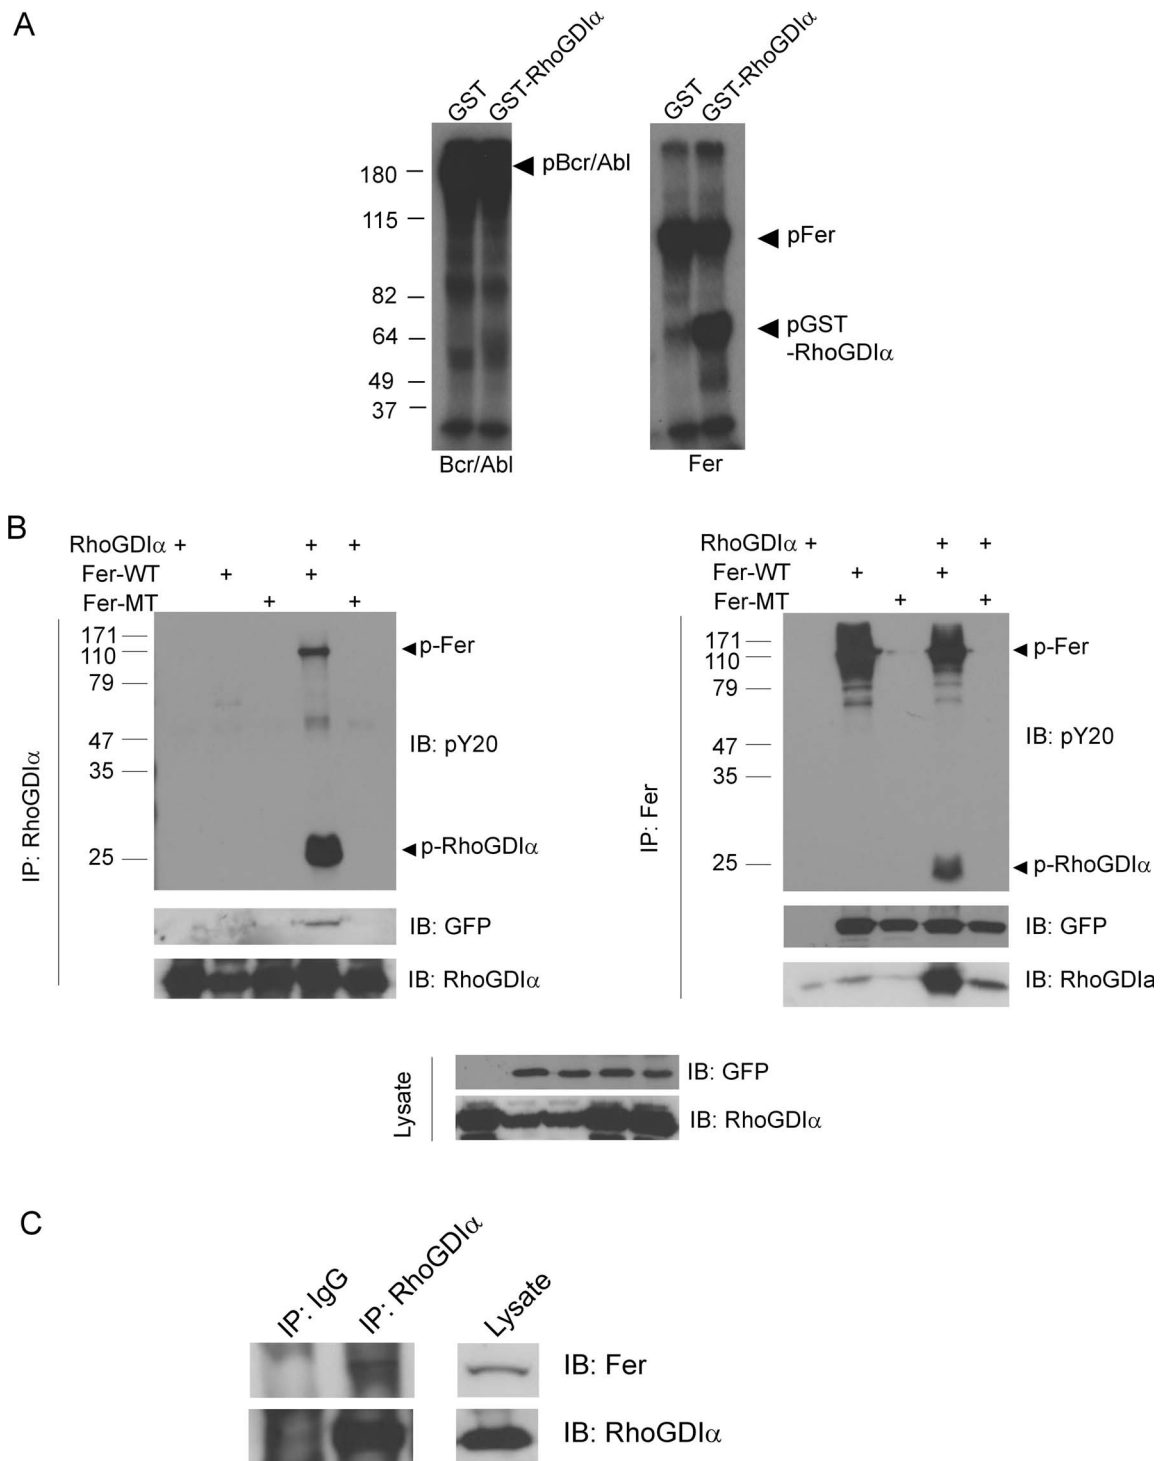 A
GST
GST-RhoGDIα
GST
GST-RhoGDIα
180
115
82
64
49
37
pBcr/Abl
pFer
pGST
-RhoGDIα
Bcr/Abl
Fer
B
RhoGDIα + + +
Fer-WT + +
Fer-MT + +
IP: RhoGDIα
171
110
79
47
35
25
p-Fer
IB: pY20
p-RhoGDIα
IB: GFP
IB: RhoGDIα
RhoGDIα + + +
Fer-WT + +
Fer-MT + +
IP: Fer
171
110
79
47
35
25
p-Fer
IB: pY20
p-RhoGDIα
IB: GFP
IB: RhoGDIa
Lysate
IB: GFP
IB: RhoGDIα
C
IP: IgG
IP: RhoGDIα
Lysate
IB: Fer
IB: RhoGDIα